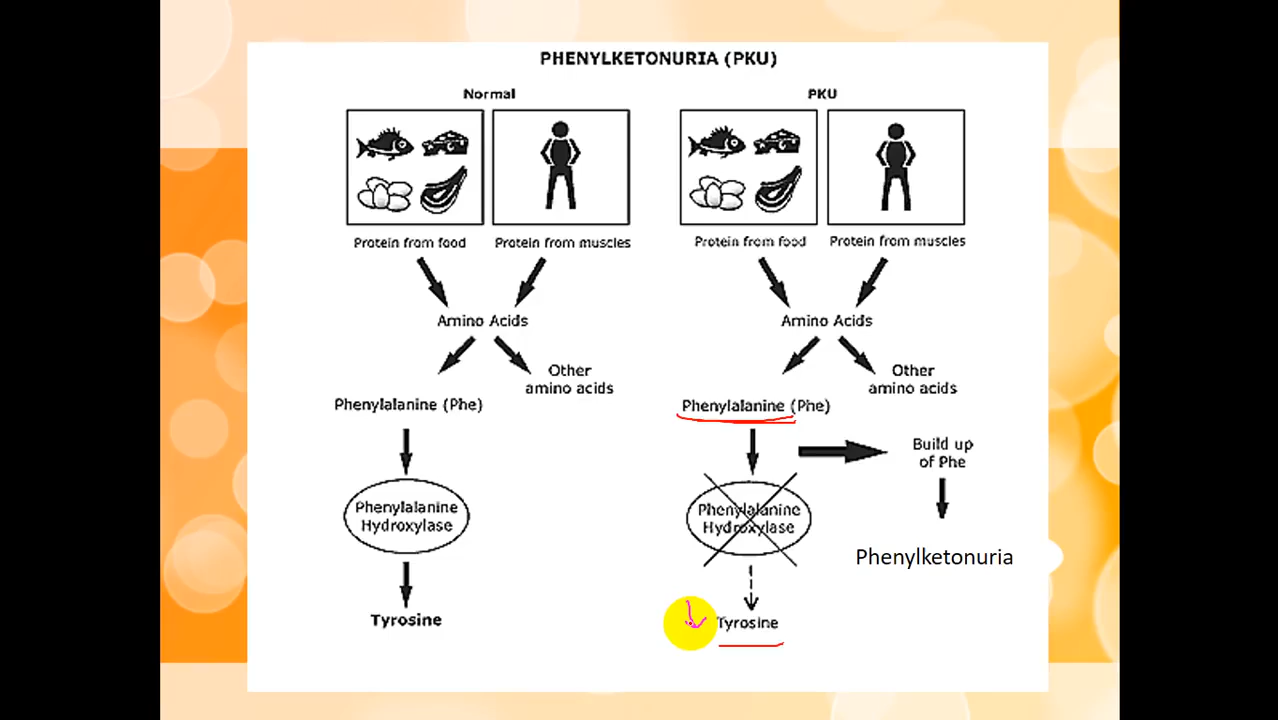 PHENYLKETONURIA (PKU)
Normal
Protein from food
Protein from muscles
Amino Acids
Other
amino acids
Phenylalanine (Phe)
Phenylalanine
Hydroxylase
Tyrosine
PKU
Protein from food
Protein from muscles
Amino Acids
Other
amino acids
Phenylalanine (Phe)
Build up
of Phe
Phenylalanine
Hydroxylase
Phenylketonuria
Tyrosine